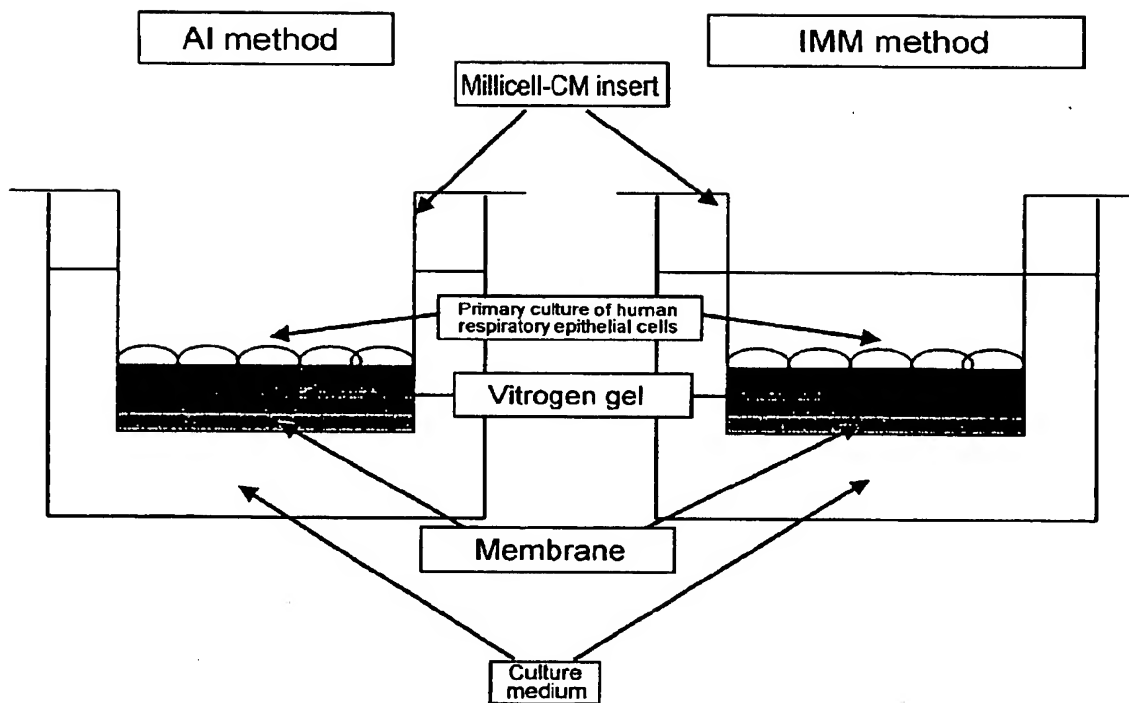 AI method
IMM method
Millicell-CM insert
Primary culture of human
respiratory epithelial cells
Vitrogen gel
Membrane
Culture
medium